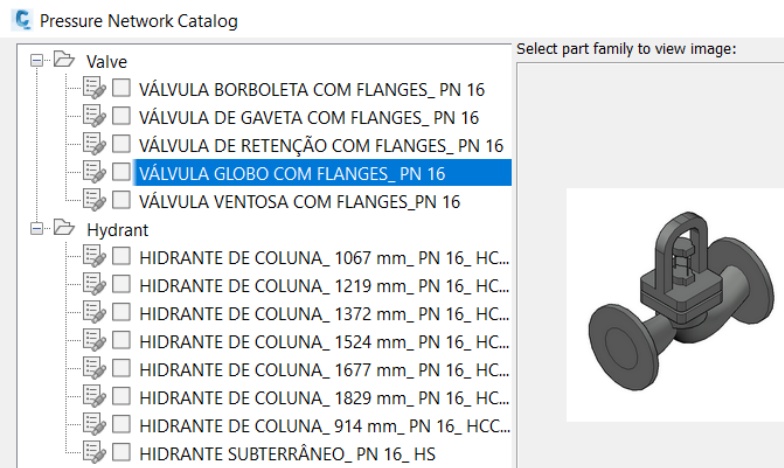 Pressure Network Catalog
Select part family to view image:
Valve
VÁLVULA BORBOLETA COM FLANGES_ PN 16
VÁLVULA DE GAVETA COM FLANGES_ PN 16
VÁLVULA DE RETENÇÃO COM FLANGES_ PN 16
VÁLVULA GLOBO COM FLANGES_ PN 16
VÁLVULA VENTOSA COM FLANGES_PN 16
Hydrant
HIDRANTE DE COLUNA_ 1067 mm_ PN 16_ HC...
HIDRANTE DE COLUNA_ 1219 mm_ PN 16_ HC...
HIDRANTE DE COLUNA_ 1372 mm_ PN 16_ HC...
HIDRANTE DE COLUNA_ 1524 mm_ PN 16_ HC...
HIDRANTE DE COLUNA_ 1677 mm_ PN 16_ HC...
HIDRANTE DE COLUNA_ 1829 mm_ PN 16_ HC...
HIDRANTE DE COLUNA_ 914 mm_ PN 16_ HCC...
HIDRANTE SUBTERRÂNEO_ PN 16_ HS